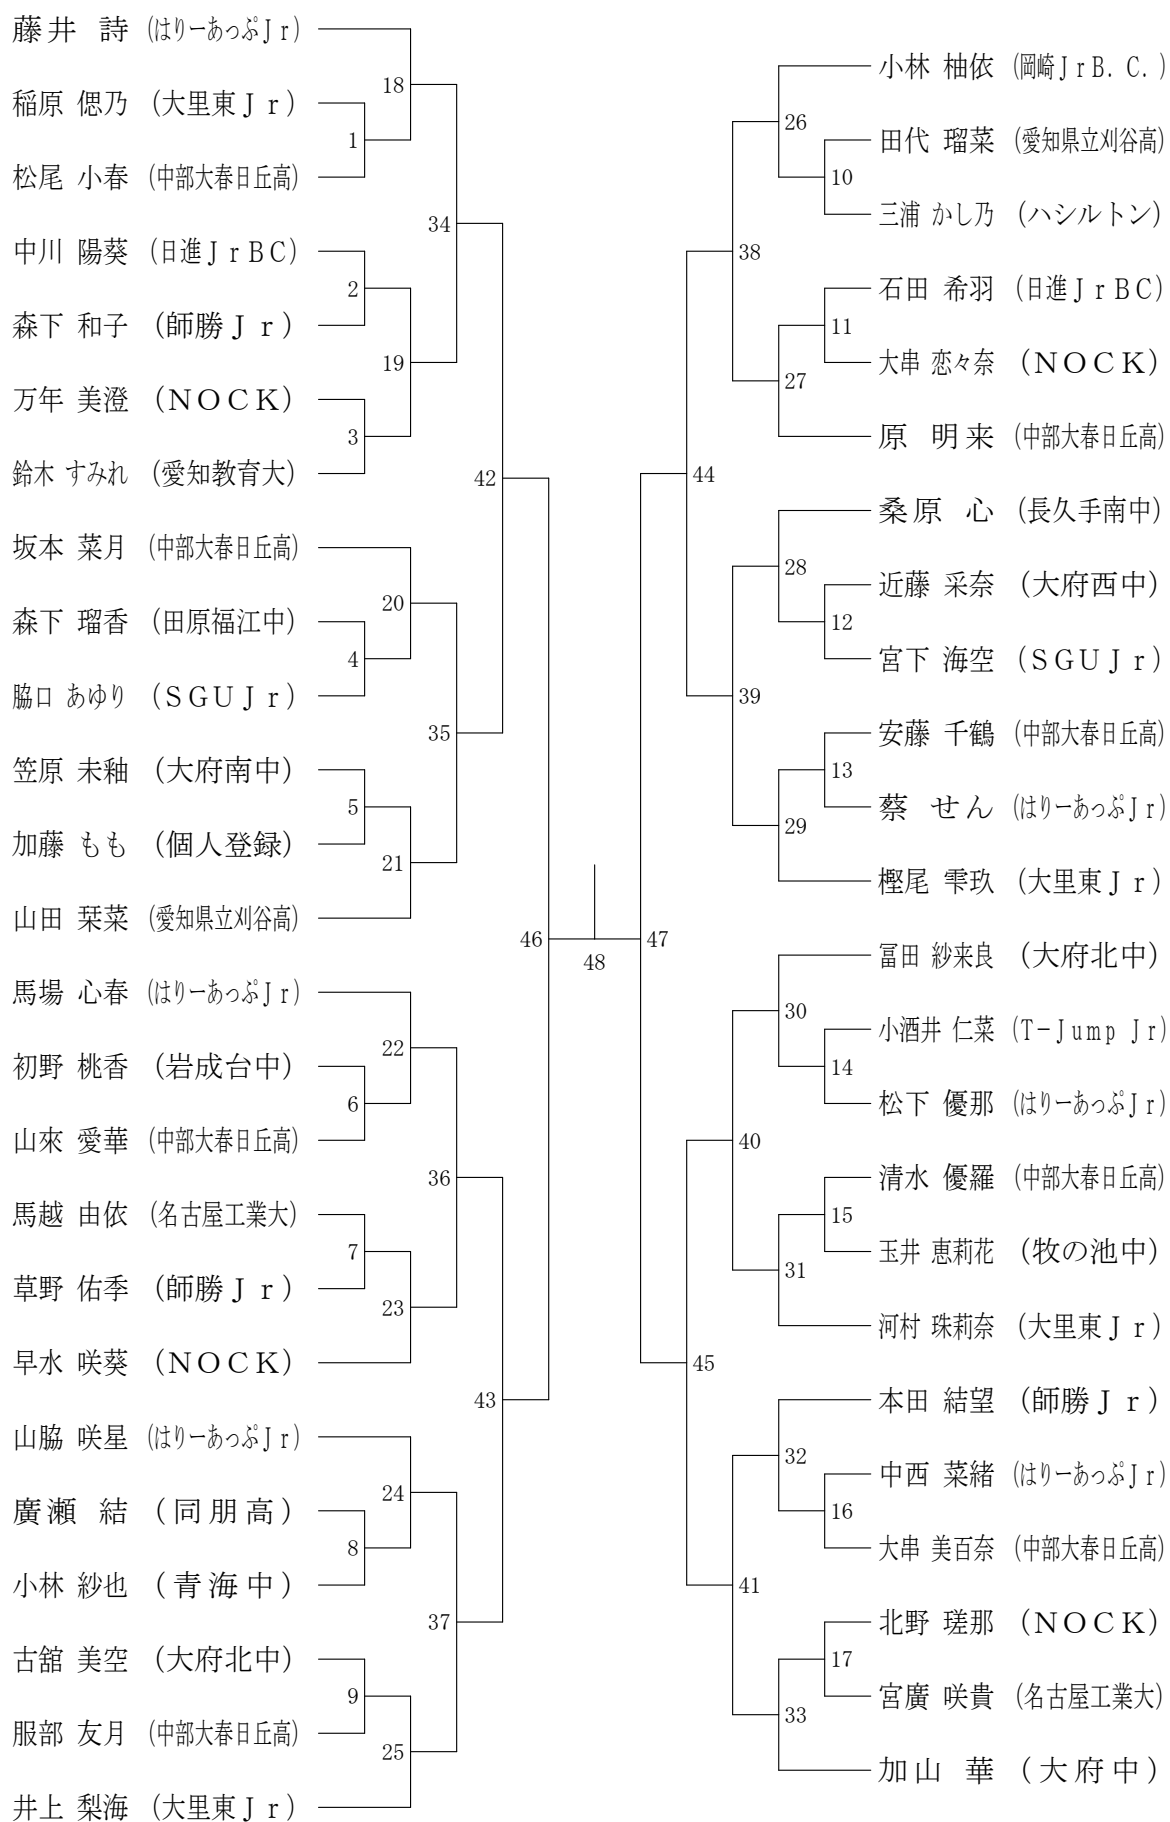 藤井 詩 (はりーあっぷJr)
稲原 偲乃 (大里東Jr)
松尾 小春 (中部大春日丘高)
中川 陽葵 (日進JrBC)
森下 和子 (師勝Jr)
万年 美澄 (NOCK)
鈴木 すみれ (愛知教育大)
坂本 菜月 (中部大春日丘高)
森下 瑠香 (田原福江中)
脇口 あゆり (SGUJr)
笠原 未釉 (大府南中)
加藤 もも (個人登録)
山田 栞菜 (愛知県立刈谷高)
馬場 心春 (はりーあっぷJr)
初野 桃香 (岩成台中)
山來 愛華 (中部大春日丘高)
馬越 由依 (名古屋工業大)
草野 佑季 (師勝Jr)
早水 咲葵 (NOCK)
山脇 咲星 (はりーあっぷJr)
廣瀬 結 (同朋高)
小林 紗也 (青海中)
古舘 美空 (大府北中)
服部 友月 (中部大春日丘高)
井上 梨海 (大里東Jr)
1
2
3
4
5
6
7
8
9
18
19
20
21
22
23
24
25
34
35
36
37
42
43
46
48
47
44
45
38
39
40
41
26
27
28
29
30
31
32
33
10
11
12
13
14
15
16
17
小林 柚依 (岡崎JrB.C.)
田代 瑠菜 (愛知県立刈谷高)
三浦 かし乃 (ハシルトン)
石田 希羽 (日進JrBC)
大串 恋々奈 (NOCK)
原 明来 (中部大春日丘高)
桑原 心 (長久手南中)
近藤 采奈 (大府西中)
宮下 海空 (SGUJr)
安藤 千鶴 (中部大春日丘高)
蔡 せん (はりーあっぷJr)
樫尾 雫玖 (大里東Jr)
冨田 紗来良 (大府北中)
小酒井 仁菜 (T-Jump Jr)
松下 優那 (はりーあっぷJr)
清水 優羅 (中部大春日丘高)
玉井 恵莉花 (牧の池中)
河村 珠莉奈 (大里東Jr)
本田 結望 (師勝Jr)
中西 菜緒 (はりーあっぷJr)
大串 美百奈 (中部大春日丘高)
北野 瑳那 (NOCK)
宮廣 咲貴 (名古屋工業大)
加山 華 (大府中)